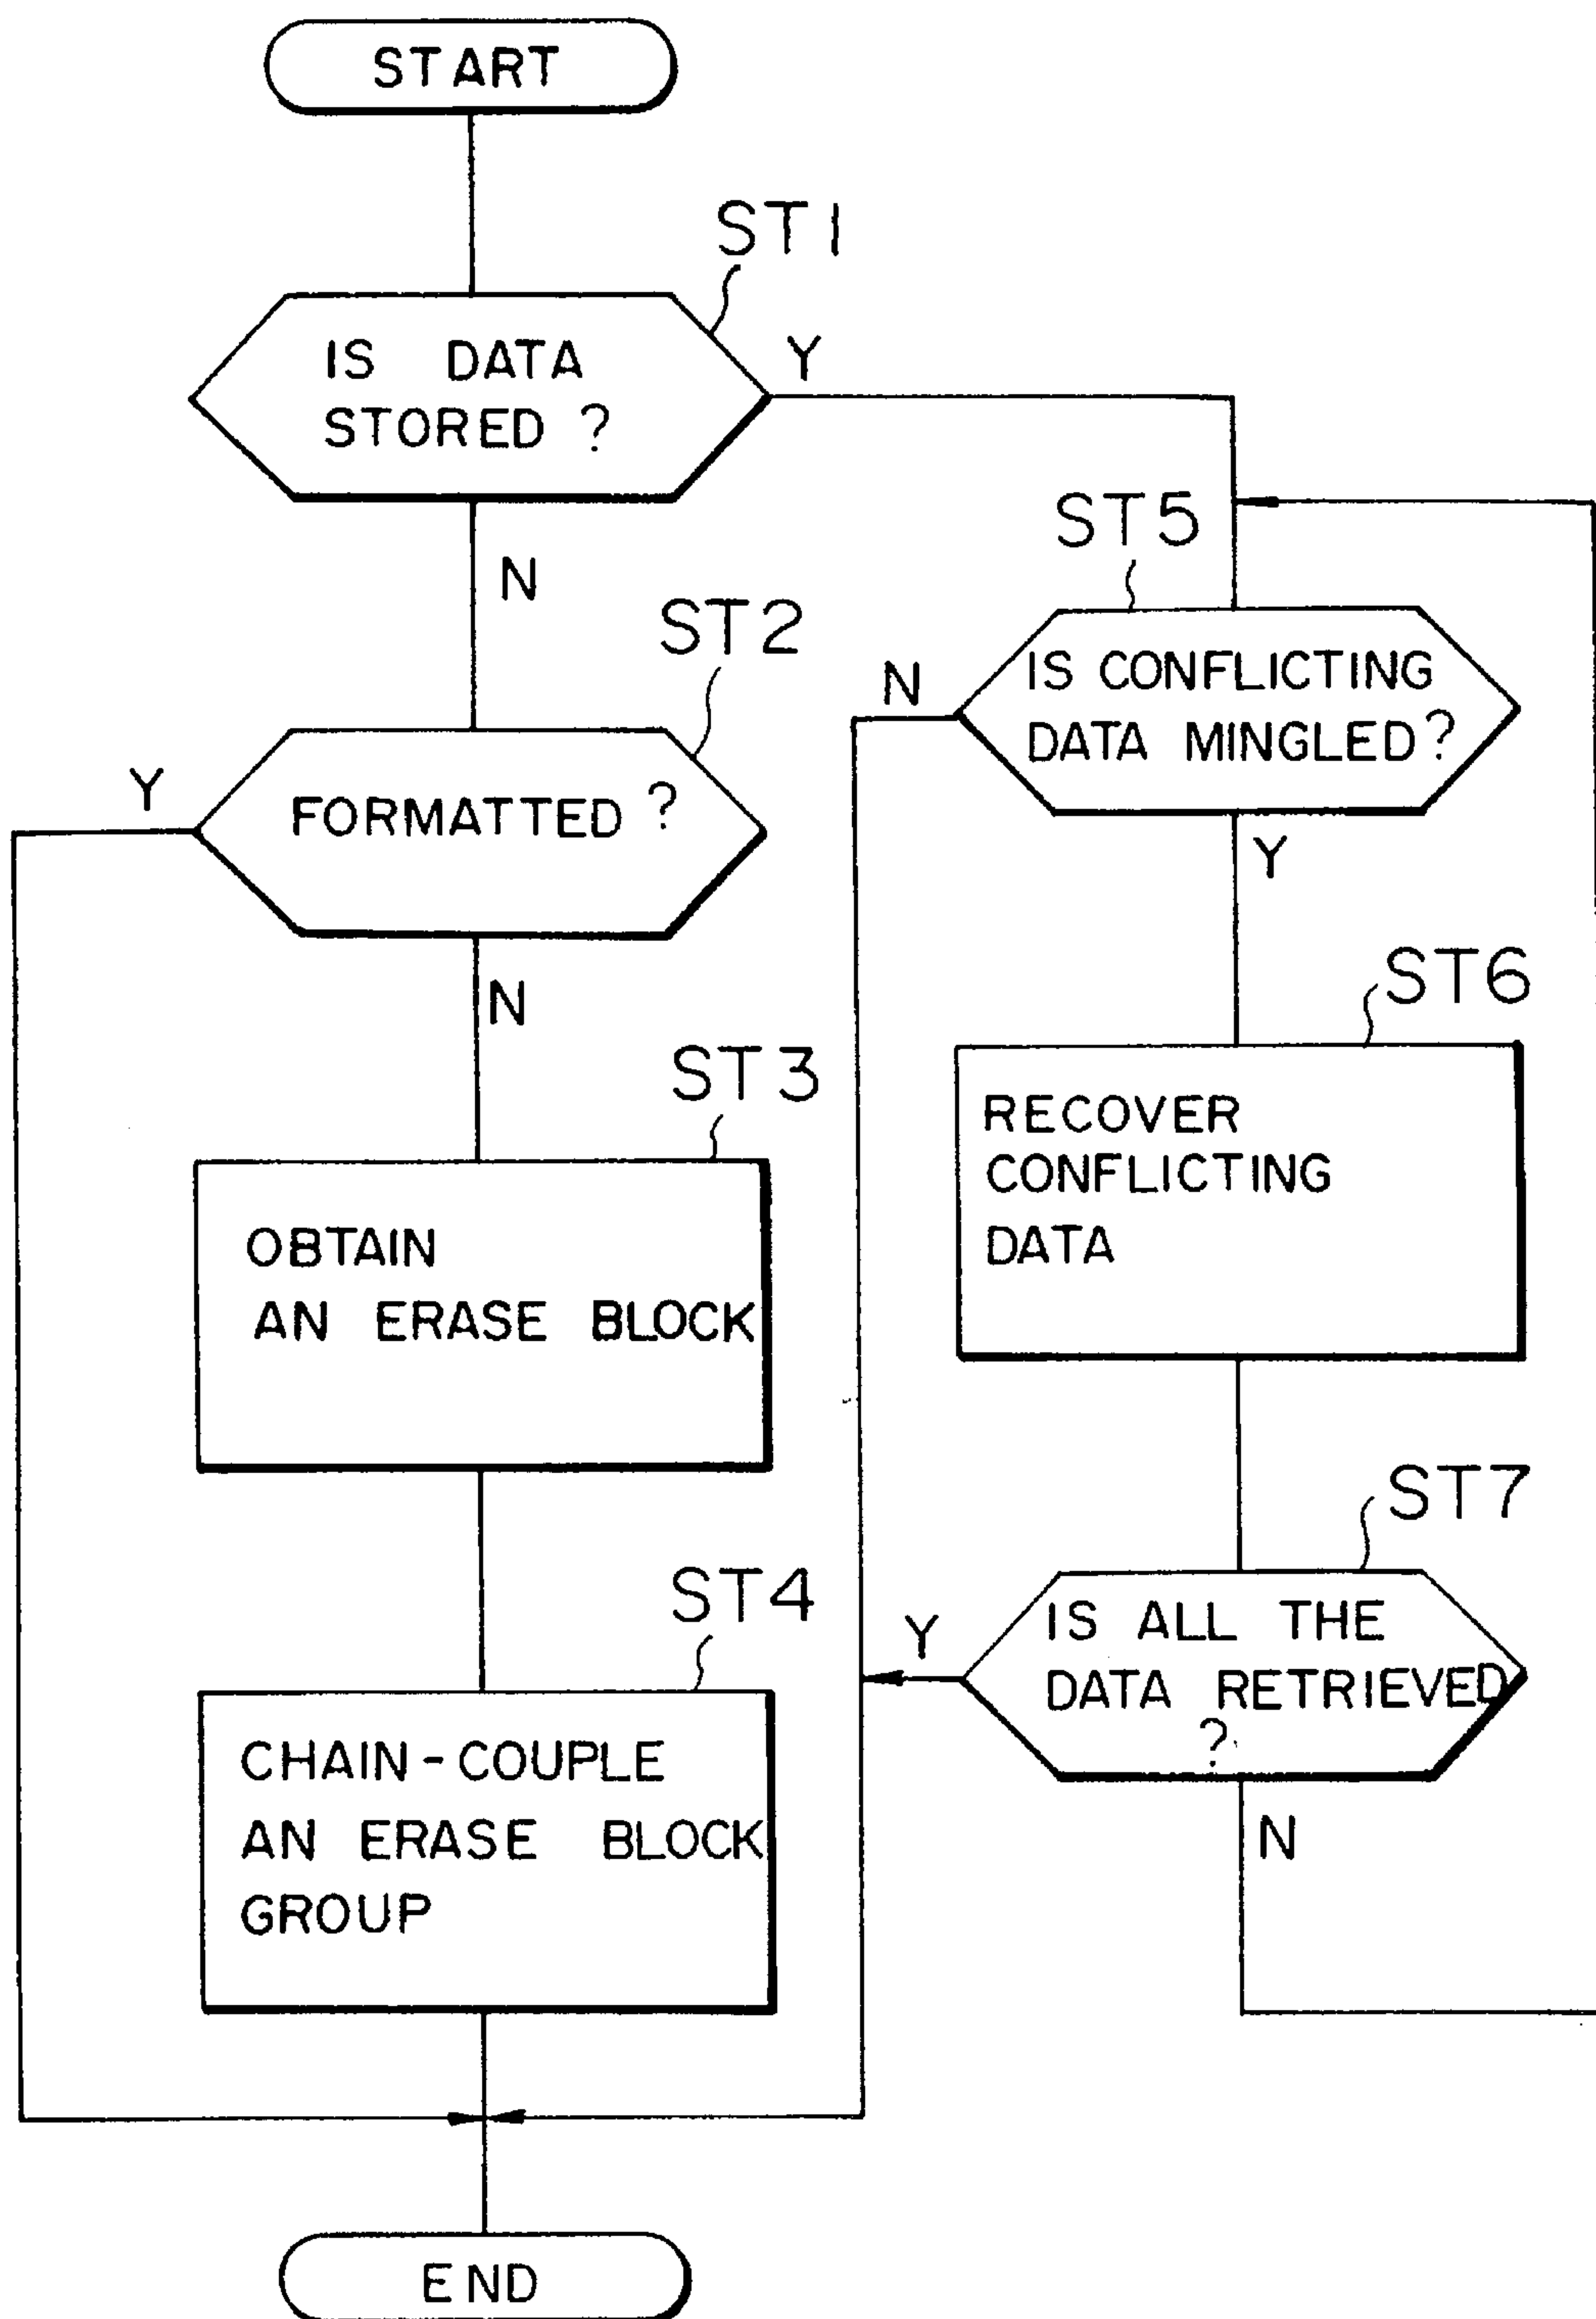 START
ST1
IS DATA
STORED ?
Y
N
ST2
FORMATTED ?
Y
N
ST3
OBTAIN
AN ERASE BLOCK
ST4
CHAIN-COUPLE
AN ERASE BLOCK
GROUP
END
ST5
IS CONFLICTING
DATA MINGLED ?
N
Y
ST6
RECOVER
CONFLICTING
DATA
ST7
IS ALL THE
DATA RETRIEVED
?
Y
N